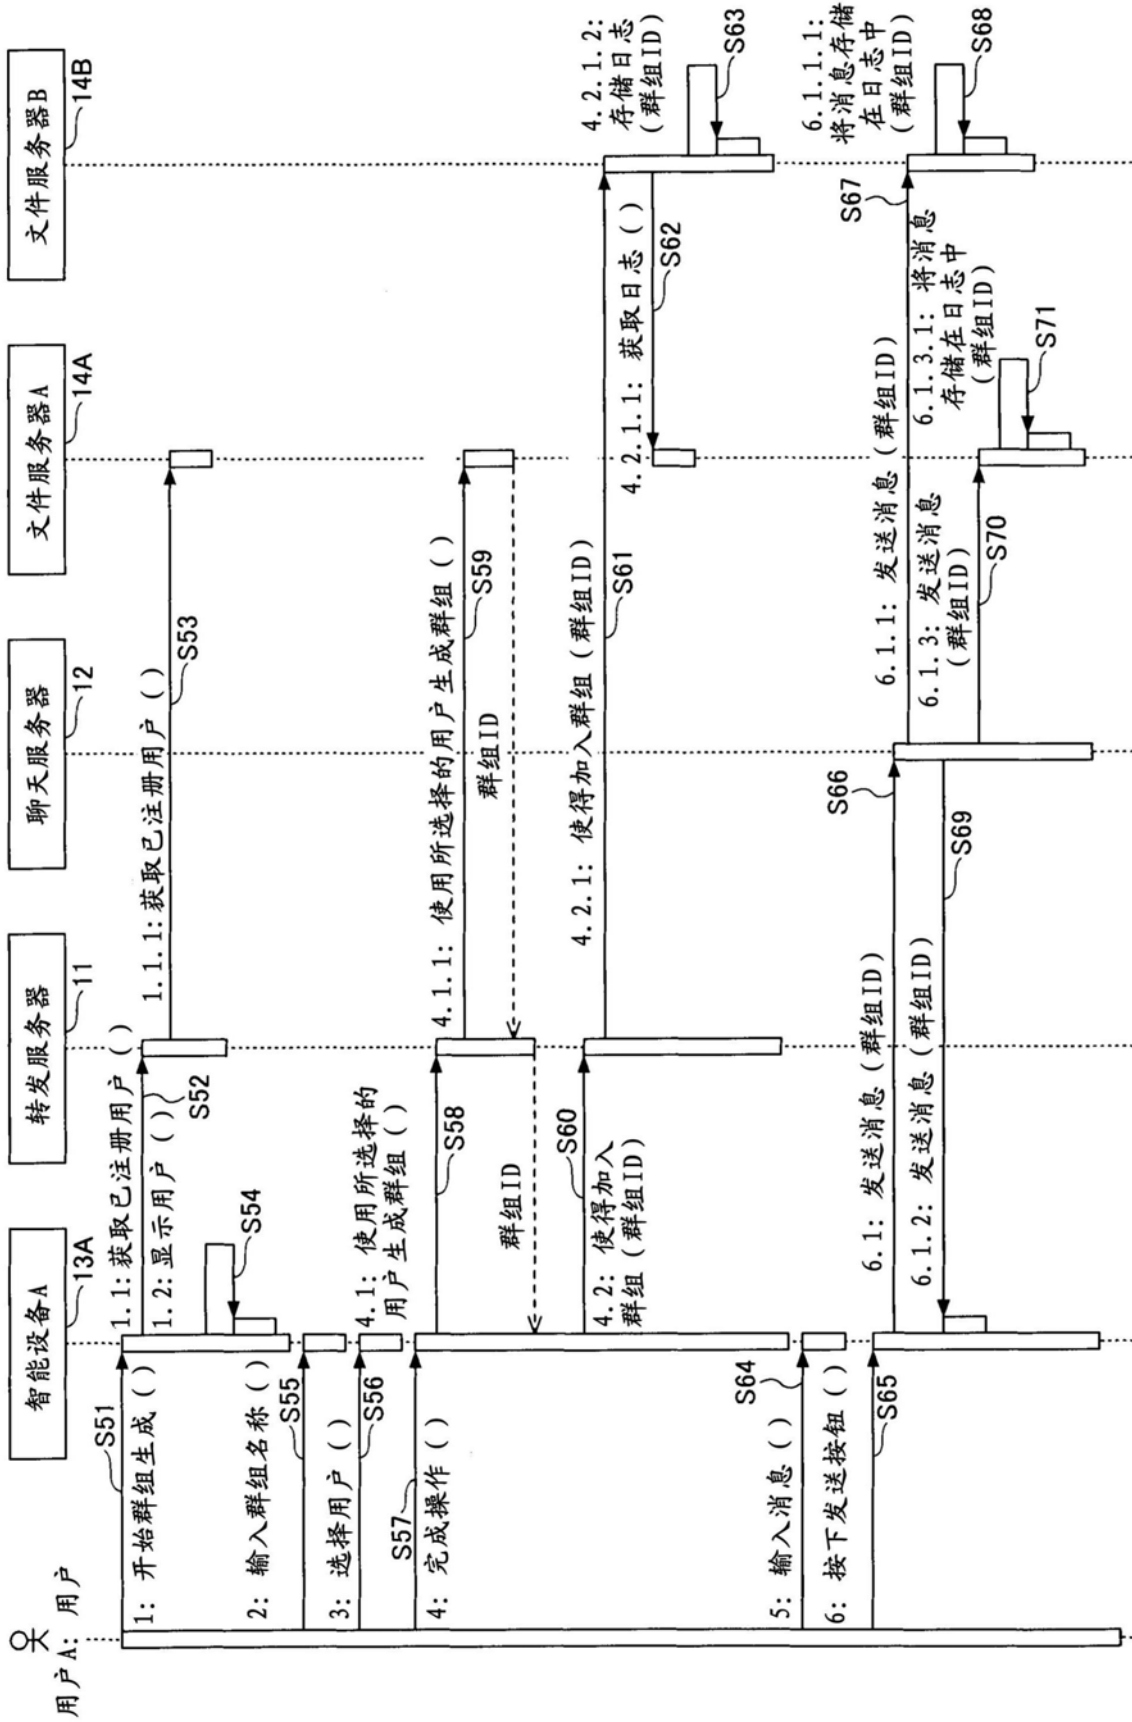 用户A: 用户
智能设备A
13A
转发服务器
11
聊天服务器
12
文件服务器A
14A
文件服务器B
14B
1: 开始群组生成 ( )
S51
1.1:获取已注册用户 ( )
S52
1.1.1:获取已注册用户 ( )
S53
1.2:显示用户 ( )
S54
2: 输入群组名称 ( )
S55
3: 选择用户 ( )
S56
4: 完成操作 ( )
S57
4.1: 使用所选择的
用户生成群组 ( )
S58
4.1.1: 使用所选择的用户生成群组 ( )
S59
群组ID
群组ID
4.2: 使得加入
群组 (群组ID)
S60
4.2.1: 使得加入群组 (群组ID)
S61
4.2.1.1: 获取日志 ( )
S62
4.2.1.2:
存储日志
(群组ID)
S63
5: 输入消息 ( )
S64
6: 按下发送按钮 ( )
S65
6.1: 发送消息 (群组ID)
S66
6.1.1: 发送消息 (群组ID)
S67
6.1.1.1:
将消息存储
在日志中
(群组ID)
S68
6.1.2: 发送消息 (群组ID)
S69
6.1.3: 发送消息
(群组ID)
S70
6.1.3.1: 将消息
存储在日志中
(群组ID)
S71